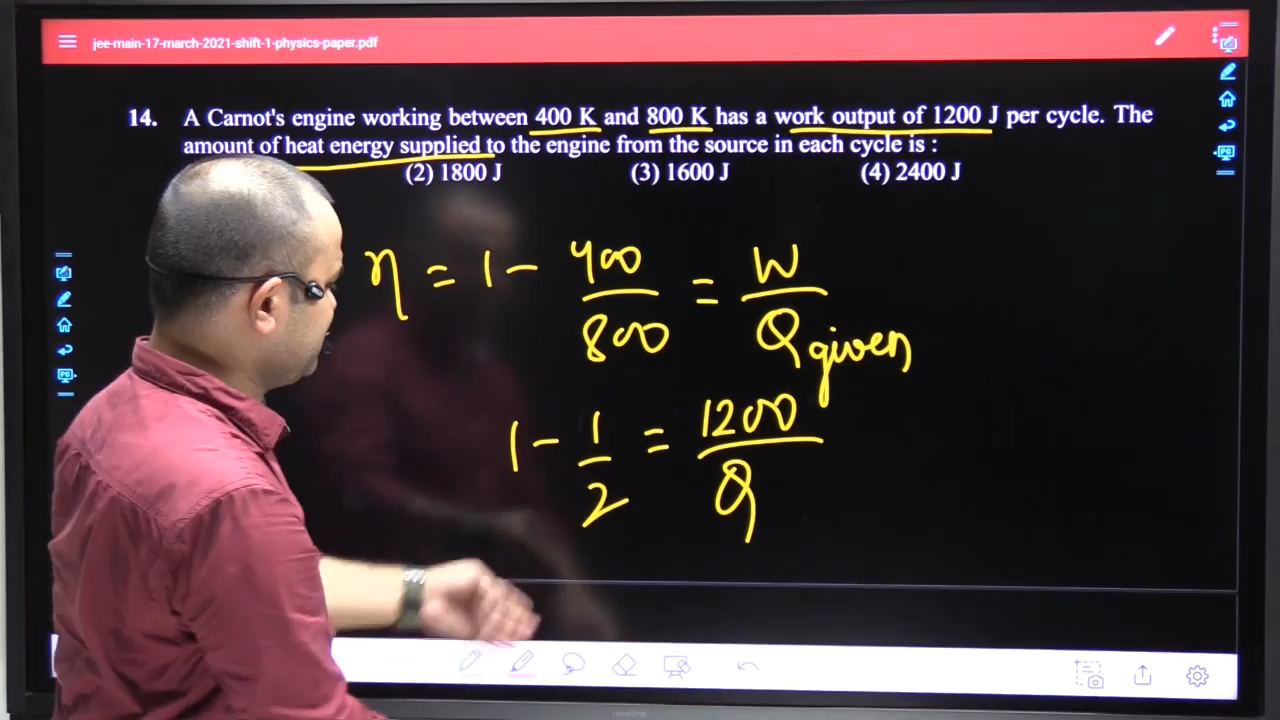 jee-main-17-march-2021-shift-1-physics-paper.pdf
14. A Carnot's engine working between 400 K and 800 K has a work output of 1200 J per cycle. The
amount of heat energy supplied to the engine from the source in each cycle is :
(2) 1800 J (3) 1600 J (4) 2400 J
η = 1 - 400/800 = W/Q given
1 - 1/2 = 1200/Q